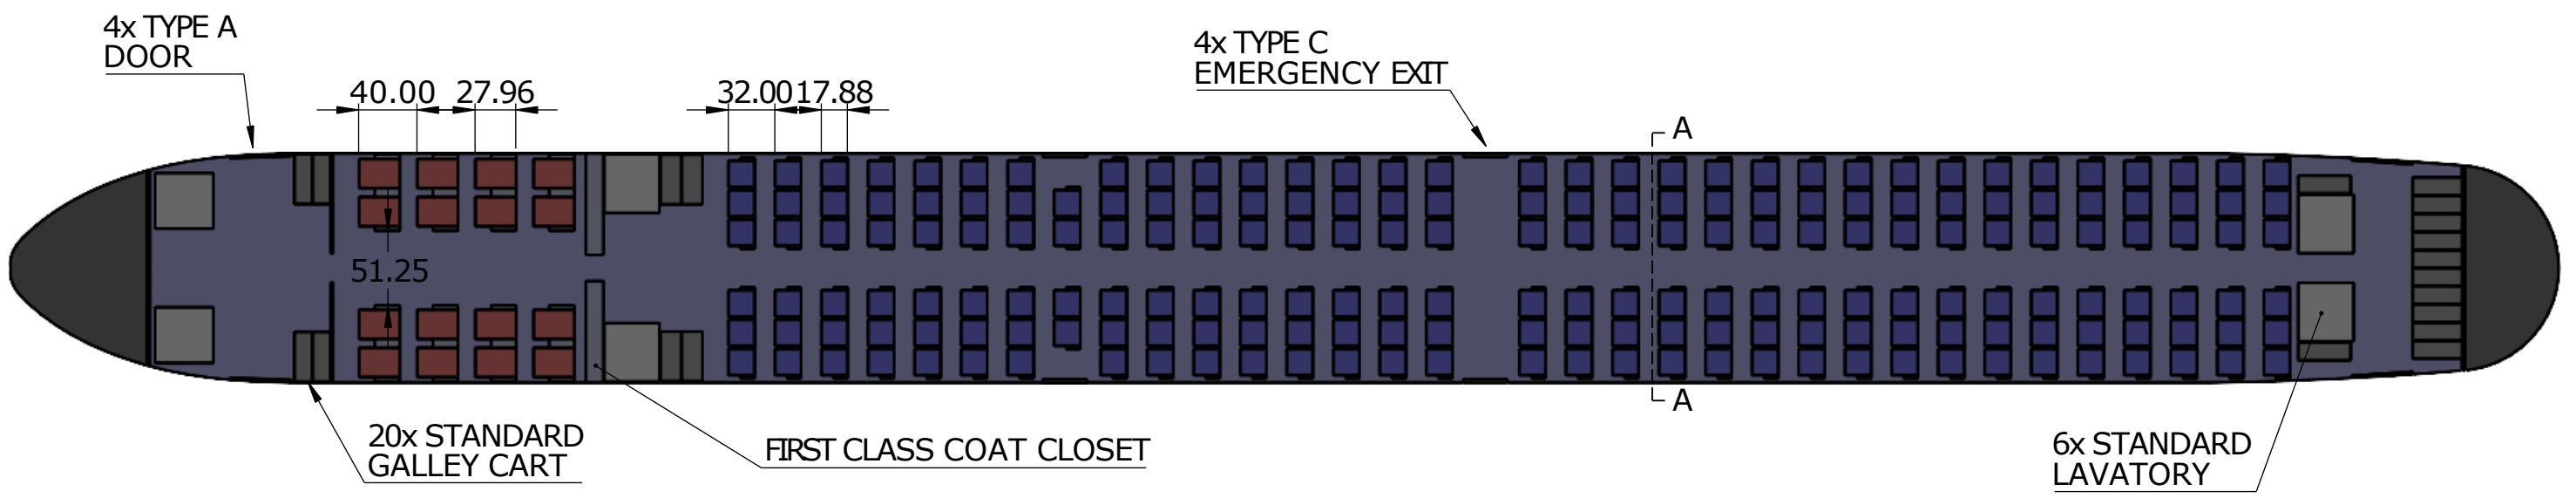 4x TYPE A
DOOR
4x TYPE C
EMERGENCY EXIT
40.00
27.96
32.00
17.88
A
51.25
A
20x STANDARD
GALLEY CART
FIRST CLASS COAT CLOSET
6x STANDARD
LAVATORY